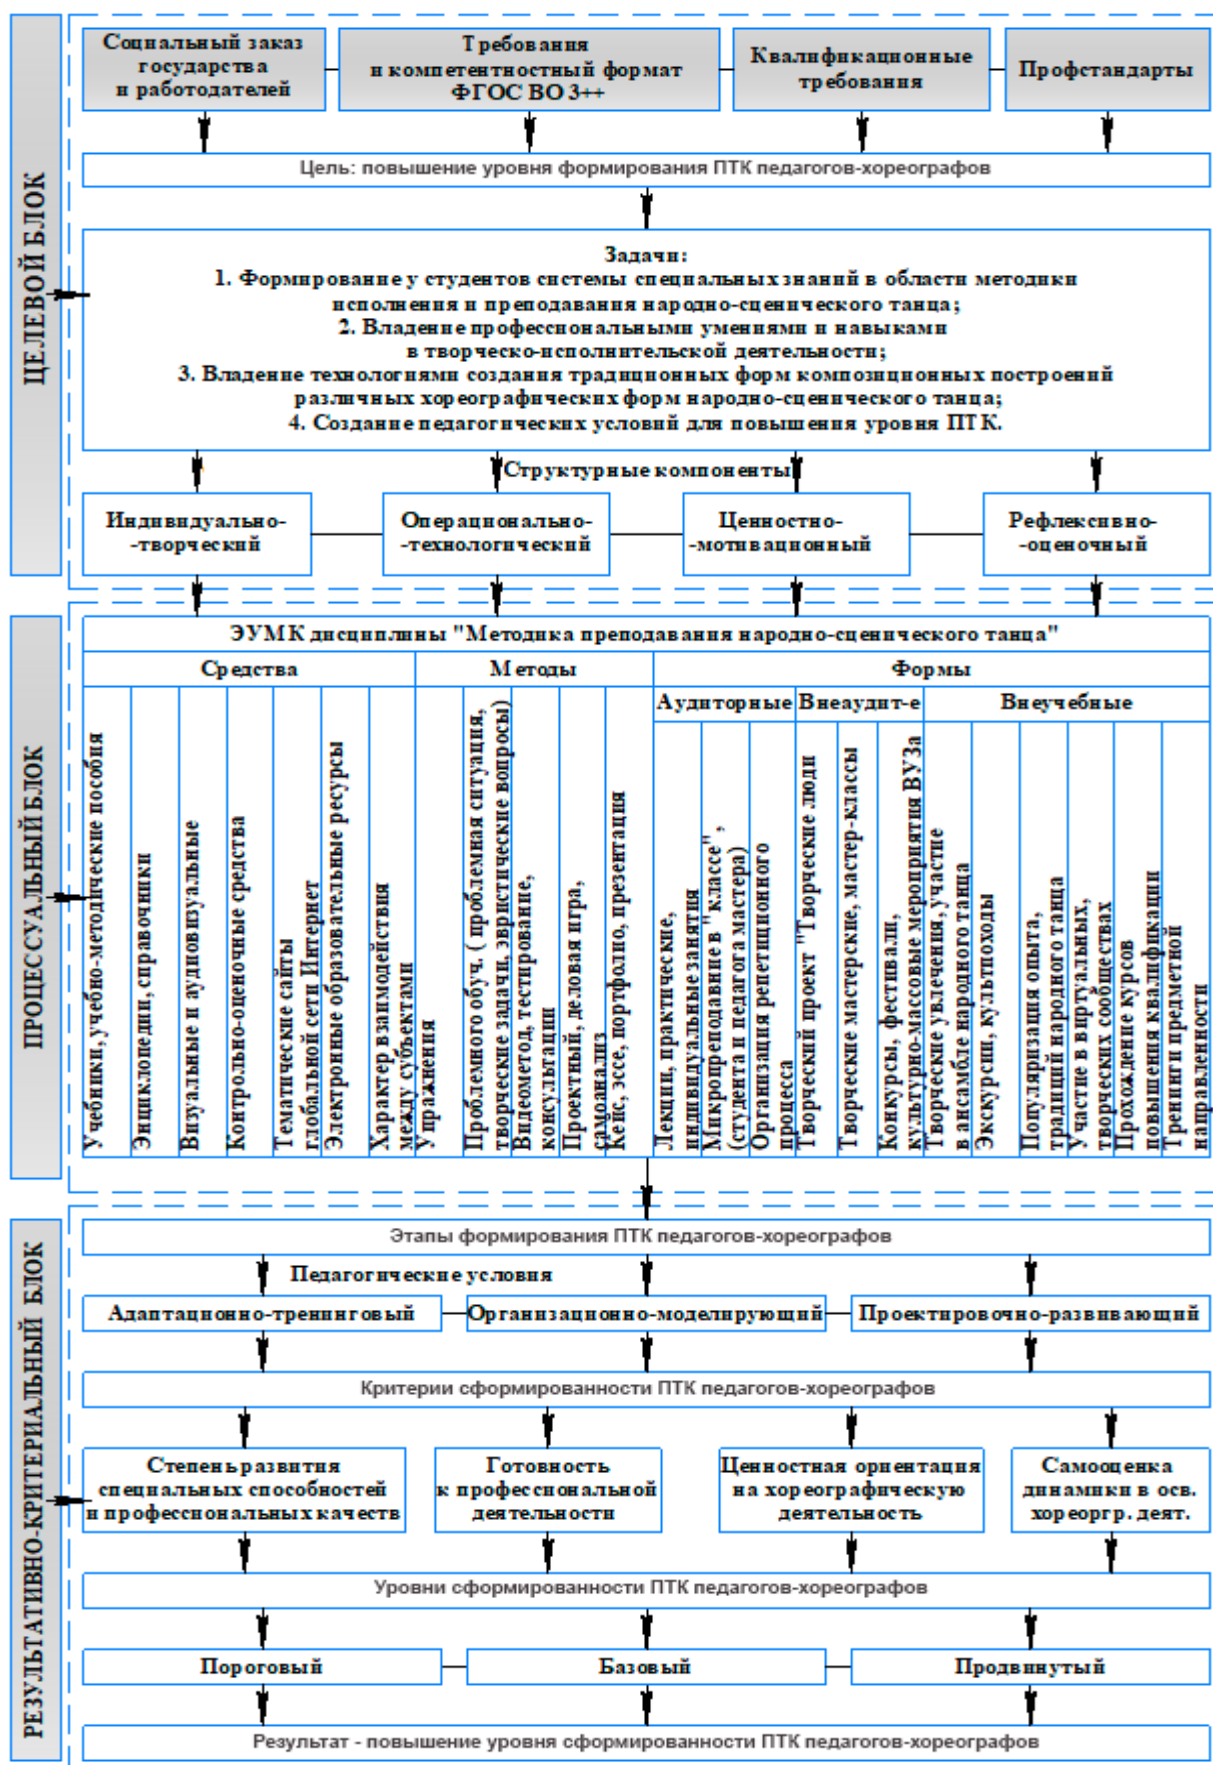 ЦЕЛЕВОЙ БЛОК
Социальный заказ
государства
и работодателей
Требования
и компетентностный формат
ФГОС ВО 3++
Квалификационные
требования
Профстандарты
Цель: повышение уровня формирования ПТК педагогов-хореографов
Задачи:
1. Формирование у студентов системы специальных знаний в области методики
исполнения и преподавания народно-сценического танца;
2. Владение профессиональными умениями и навыками
в творческо-исполнительской деятельности;
3. Владение технологиями создания традиционных форм композиционных построений
различных хореографических форм народно-сценического танца;
4. Создание педагогических условий для повышения уровня ПТК.
Структурные компоненты
Индивидуально-
-творческий
Операционально-
-технологический
Ценностно-
-мотивационный
Рефлексивно-
-оценочный
ПРОЦЕССУАЛЬНЫЙ БЛОК
ЭУМК дисциплины "Методика преподавания народно-сценического танца"
Средства
Методы
Формы
Аудиторные
Внеаудит-е
Внеучебные
Учебники, учебно-методические пособия
Энциклопедии, справочники
Визуальные и аудиовизуальные
Контрольно-оценочные средства
Тематические сайты
глобальной сети Интернет
Электронные образовательные ресурсы
Характер взаимодействия
между субъектами
Упражнения
Проблемного обуч. ( проблемная ситуация,
творческие задачи, эвристические вопросы)
Видеометод, тестирование,
консультации
Проектный, деловая игра,
самоанализ
Кейс, эссе, портфолио, презентация
Лекции, практические,
индивидуальные занятия
Микропреподавние в "классе" ,
(студента и педагога мастера)
Организация репетиционного
процесса
Творческий проект "Творческие люди
Творческие мастерские, мастер-классы
Конкурсы, фестивали,
культурно-массовые мероприятия ВУЗа
Творческие увлечения, участие
в ансамбле народного танца
Экскурсии, культпоходы
Популяризация опыта,
традиций народного танца
Участие в виртуальных,
творческих сообществах
Прохождение курсов
повышения квалификации
Тренинги предметной
направленности
РЕЗУЛЬТАТИВНО-КРИТЕРИАЛЬНЫЙ БЛОК
Этапы формирования ПТК педагогов-хореографов
Педагогические условия
Адаптационно-тренинговый
Организационно-моделирующий
Проектировочно-развивающий
Критерии сформированности ПТК педагогов-хореографов
Степень развития
специальных способностей
и профессиональных качеств
Готовность
к профессиональной
деятельности
Ценностная ориентация
на хореографическую
деятельность
Самооценка
динамики в осв.
хореоргр. деят.
Уровни сформированности ПТК педагогов-хореографов
Пороговый
Базовый
Продвинутый
Результат - повышение уровня сформированности ПТК педагогов-хореографов